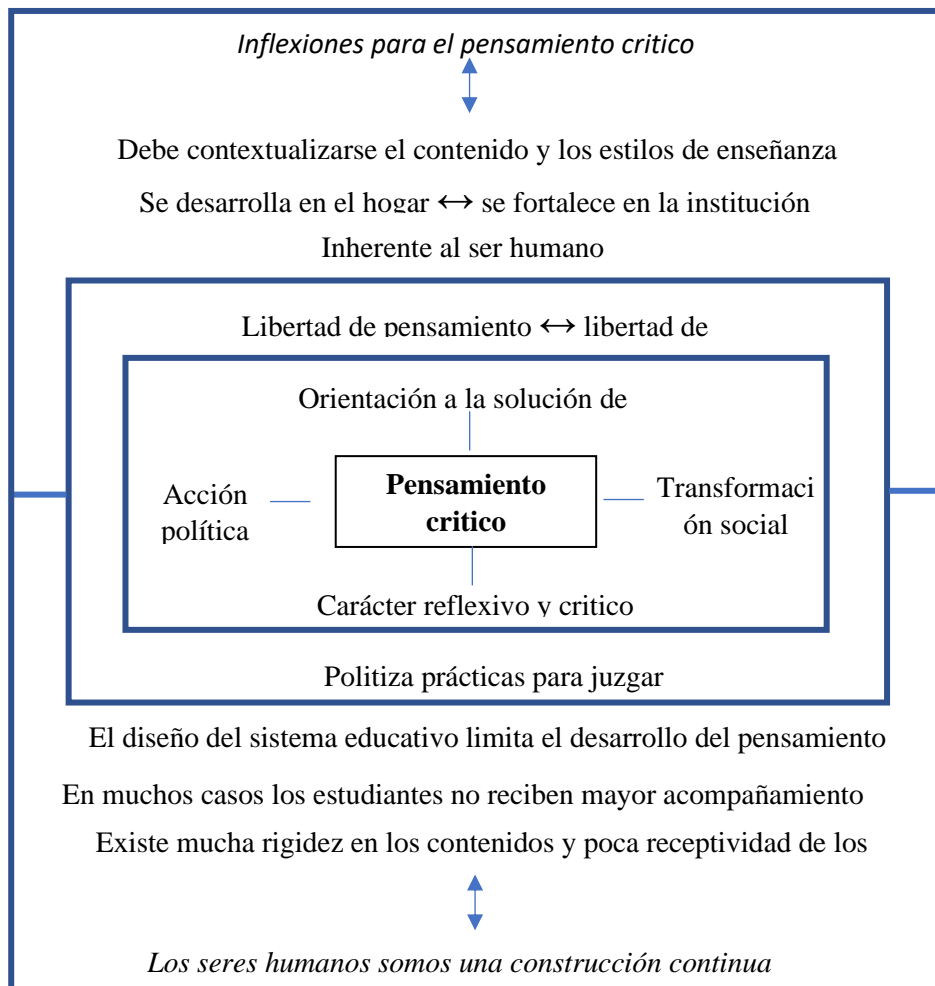 Inflexiones para el pensamiento critico
Debe contextualizarse el contenido y los estilos de enseñanza
Se desarrolla en el hogar ↔ se fortalece en la institución
Inherente al ser humano
Libertad de pensamiento ↔ libertad de
Orientación a la solución de
Acción
política
Pensamiento
critico
Transformaci
ón social
Carácter reflexivo y critico
Politiza prácticas para juzgar
El diseño del sistema educativo limita el desarrollo del pensamiento
En muchos casos los estudiantes no reciben mayor acompañamiento
Existe mucha rigidez en los contenidos y poca receptividad de los
Los seres humanos somos una construcción continua